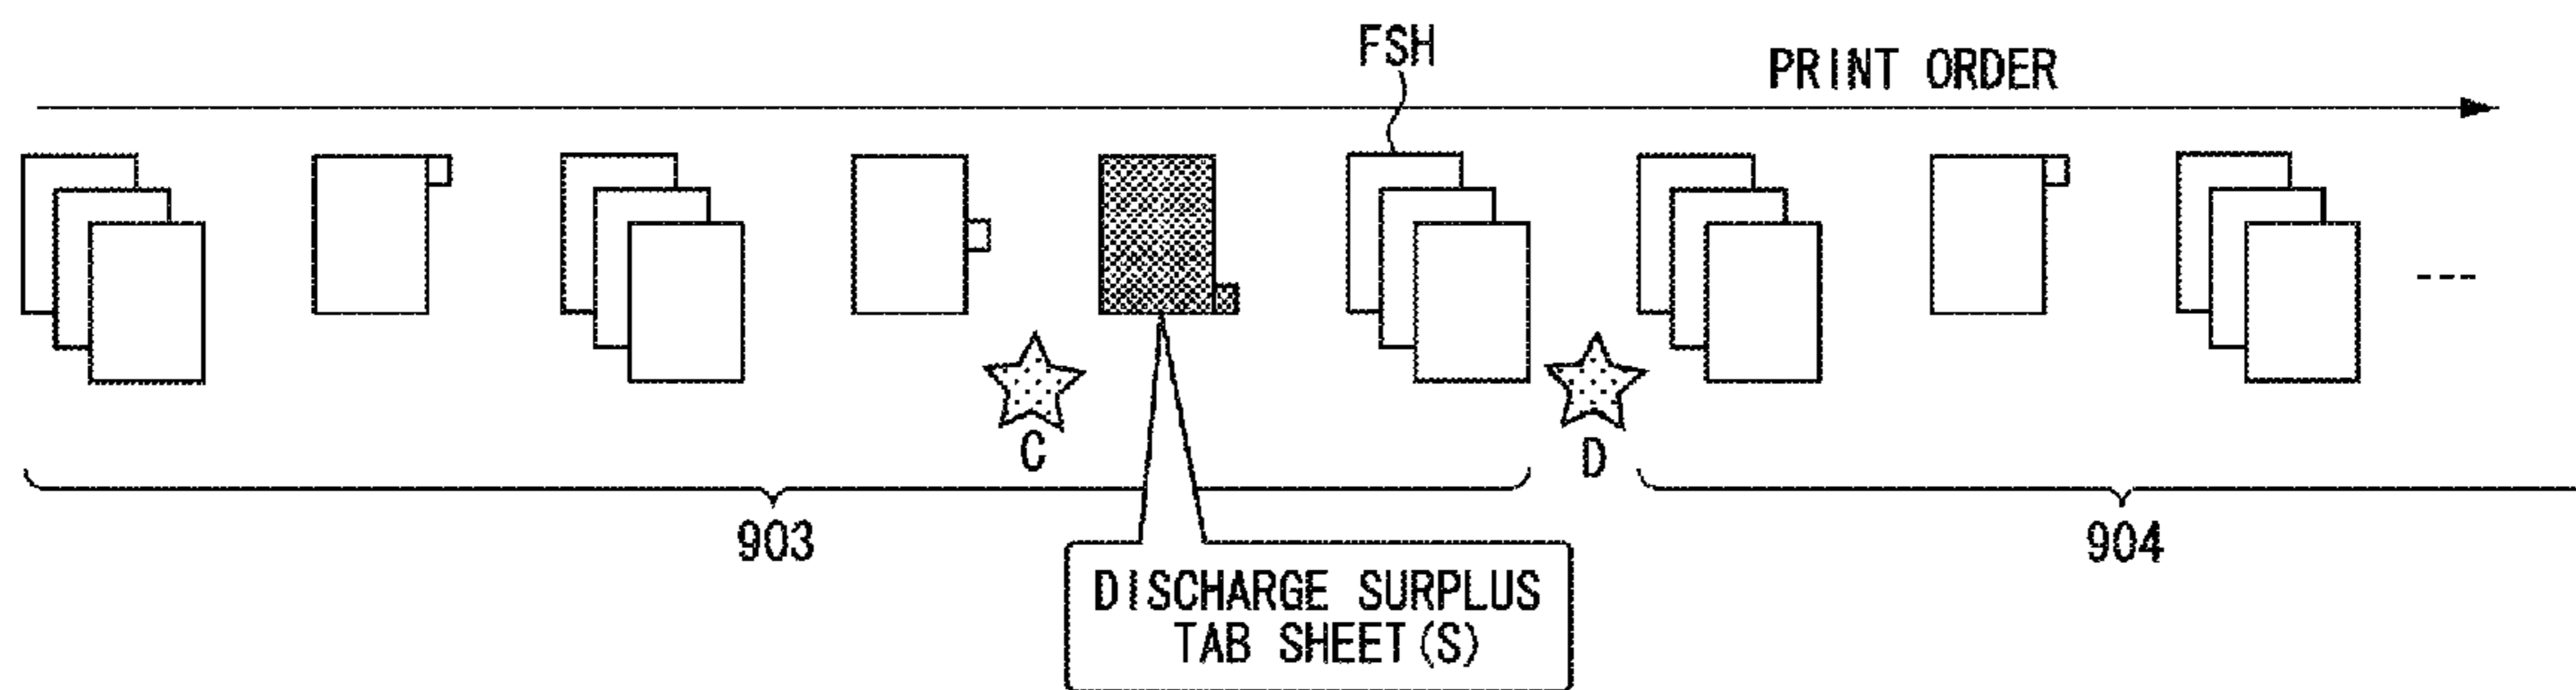 FSH
PRINT ORDER
C
D
903
904
DISCHARGE SURPLUS
TAB SHEET(S)